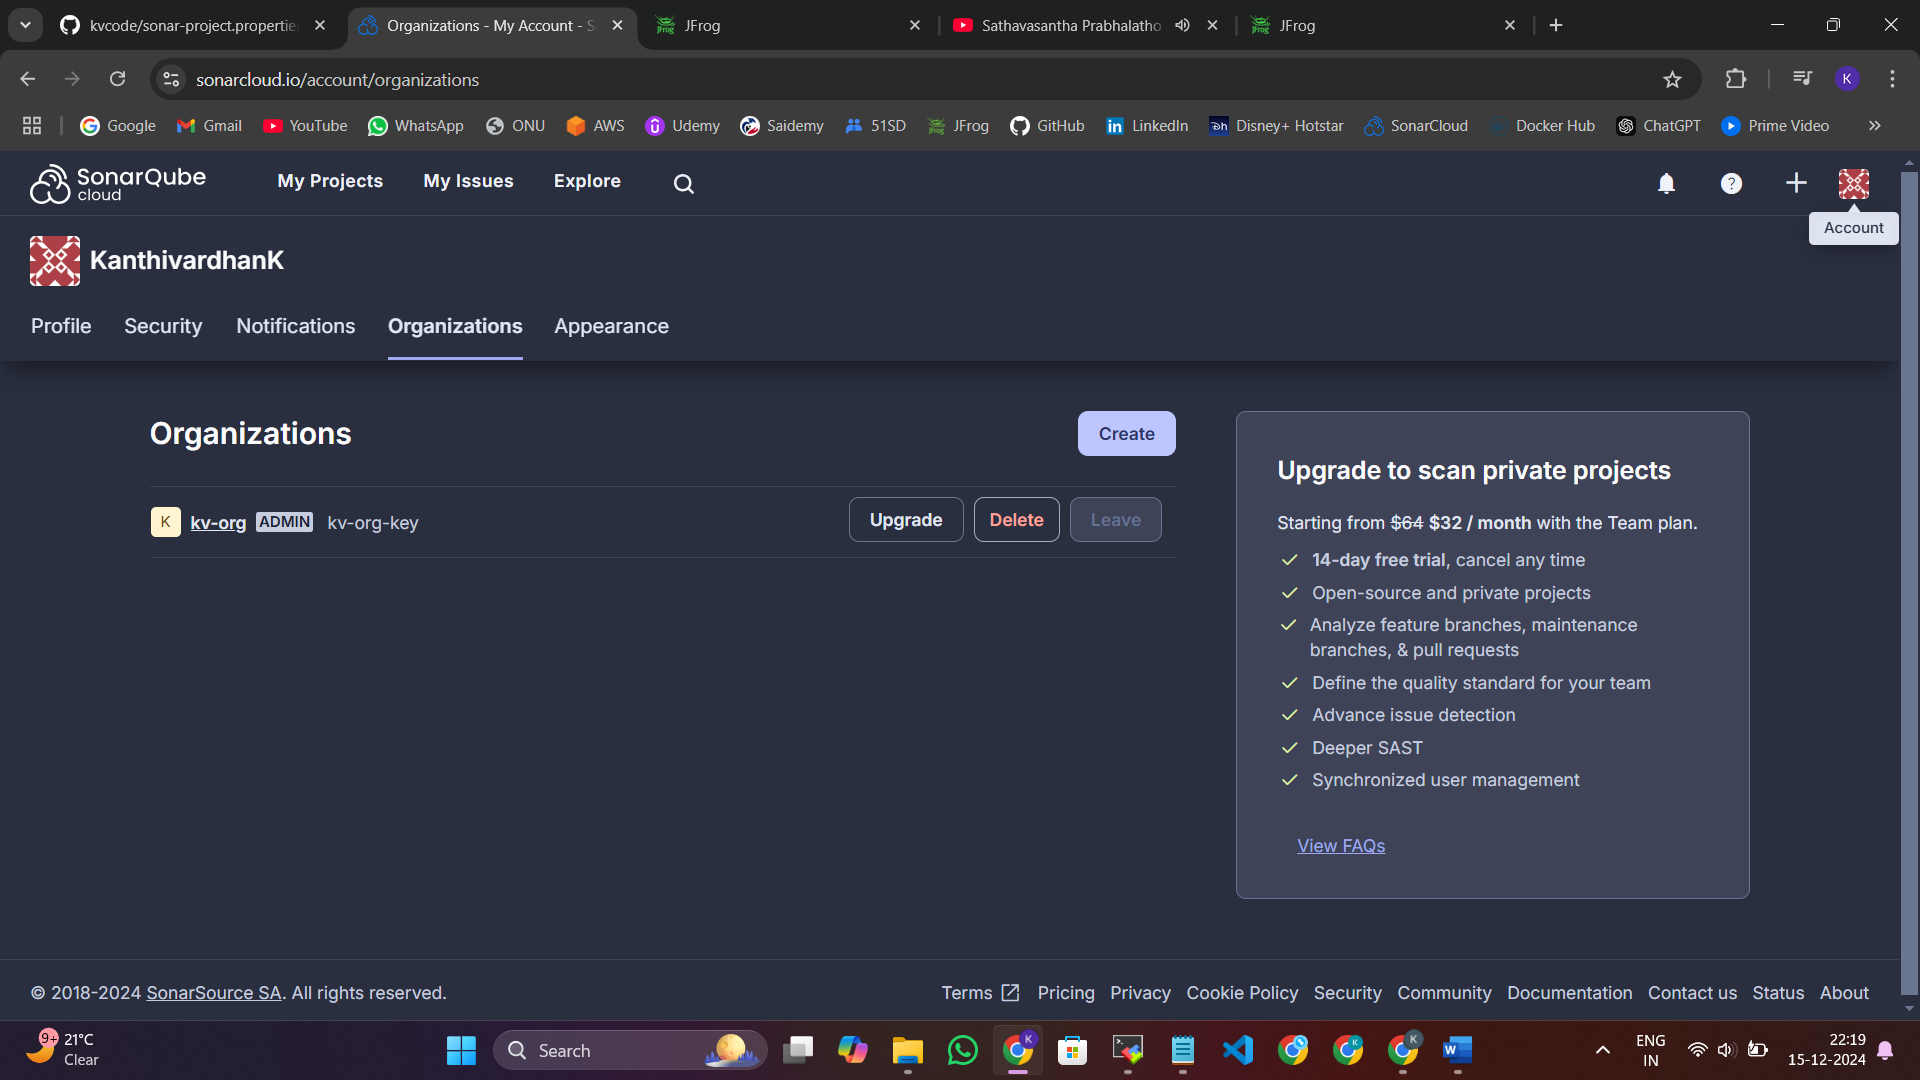 kvcode/sonar-project.propertie
Organizations - My Account - S
JFrog
Sathavasantha Prabhalatho
JFrog
sonarcloud.io/account/organizations
K
Google
Gmail
YouTube
WhatsApp
ONU
AWS
Udemy
Saidemy
51SD
JFrog
GitHub
LinkedIn
Disney+ Hotstar
SonarCloud
Docker Hub
ChatGPT
Prime Video
SonarQube
cloud
My Projects
My Issues
Explore
Account
KanthivardhanK
Profile
Security
Notifications
Organizations
Appearance
Organizations
Create
K
kv-org
ADMIN
kv-org-key
Upgrade
Delete
Leave
Upgrade to scan private projects
Starting from $64 $32 / month with the Team plan.
14-day free trial, cancel any time
Open-source and private projects
Analyze feature branches, maintenance
branches, & pull requests
Define the quality standard for your team
Advance issue detection
Deeper SAST
Synchronized user management
View FAQs
© 2018-2024 SonarSource SA. All rights reserved.
Terms
Pricing
Privacy
Cookie Policy
Security
Community
Documentation
Contact us
Status
About
9+
21°C
Clear
Search
ENG
IN
22:19
15-12-2024